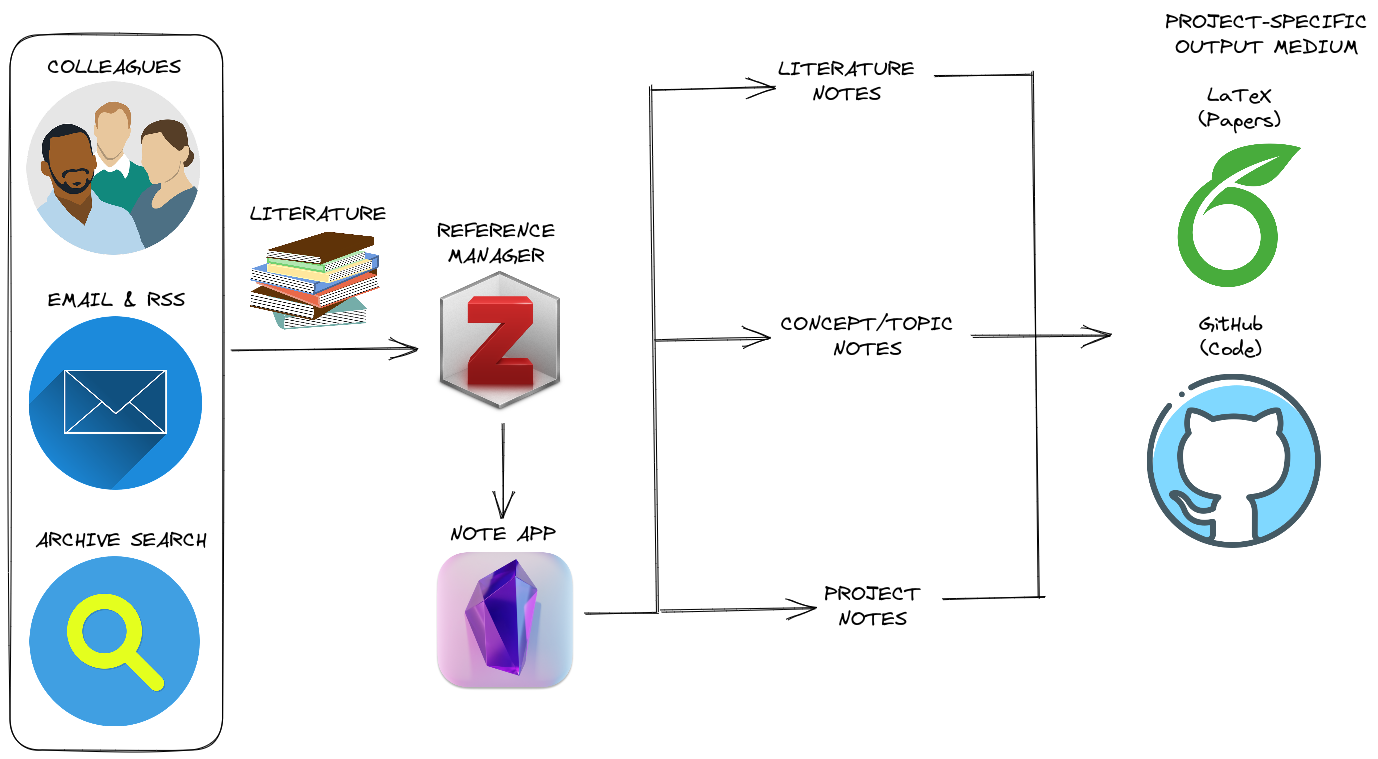 COLLEAGUES
EMAIL & RSS
ARCHIVE SEARCH
LITERATURE
REFERENCE
MANAGER
Z
NOTE APP
LITERATURE
NOTES
CONCEPT/TOPIC
NOTES
PROJECT
NOTES
PROJECT-SPECIFIC
OUTPUT MEDIUM
LaTeX
(Papers)
GitHub
(Code)